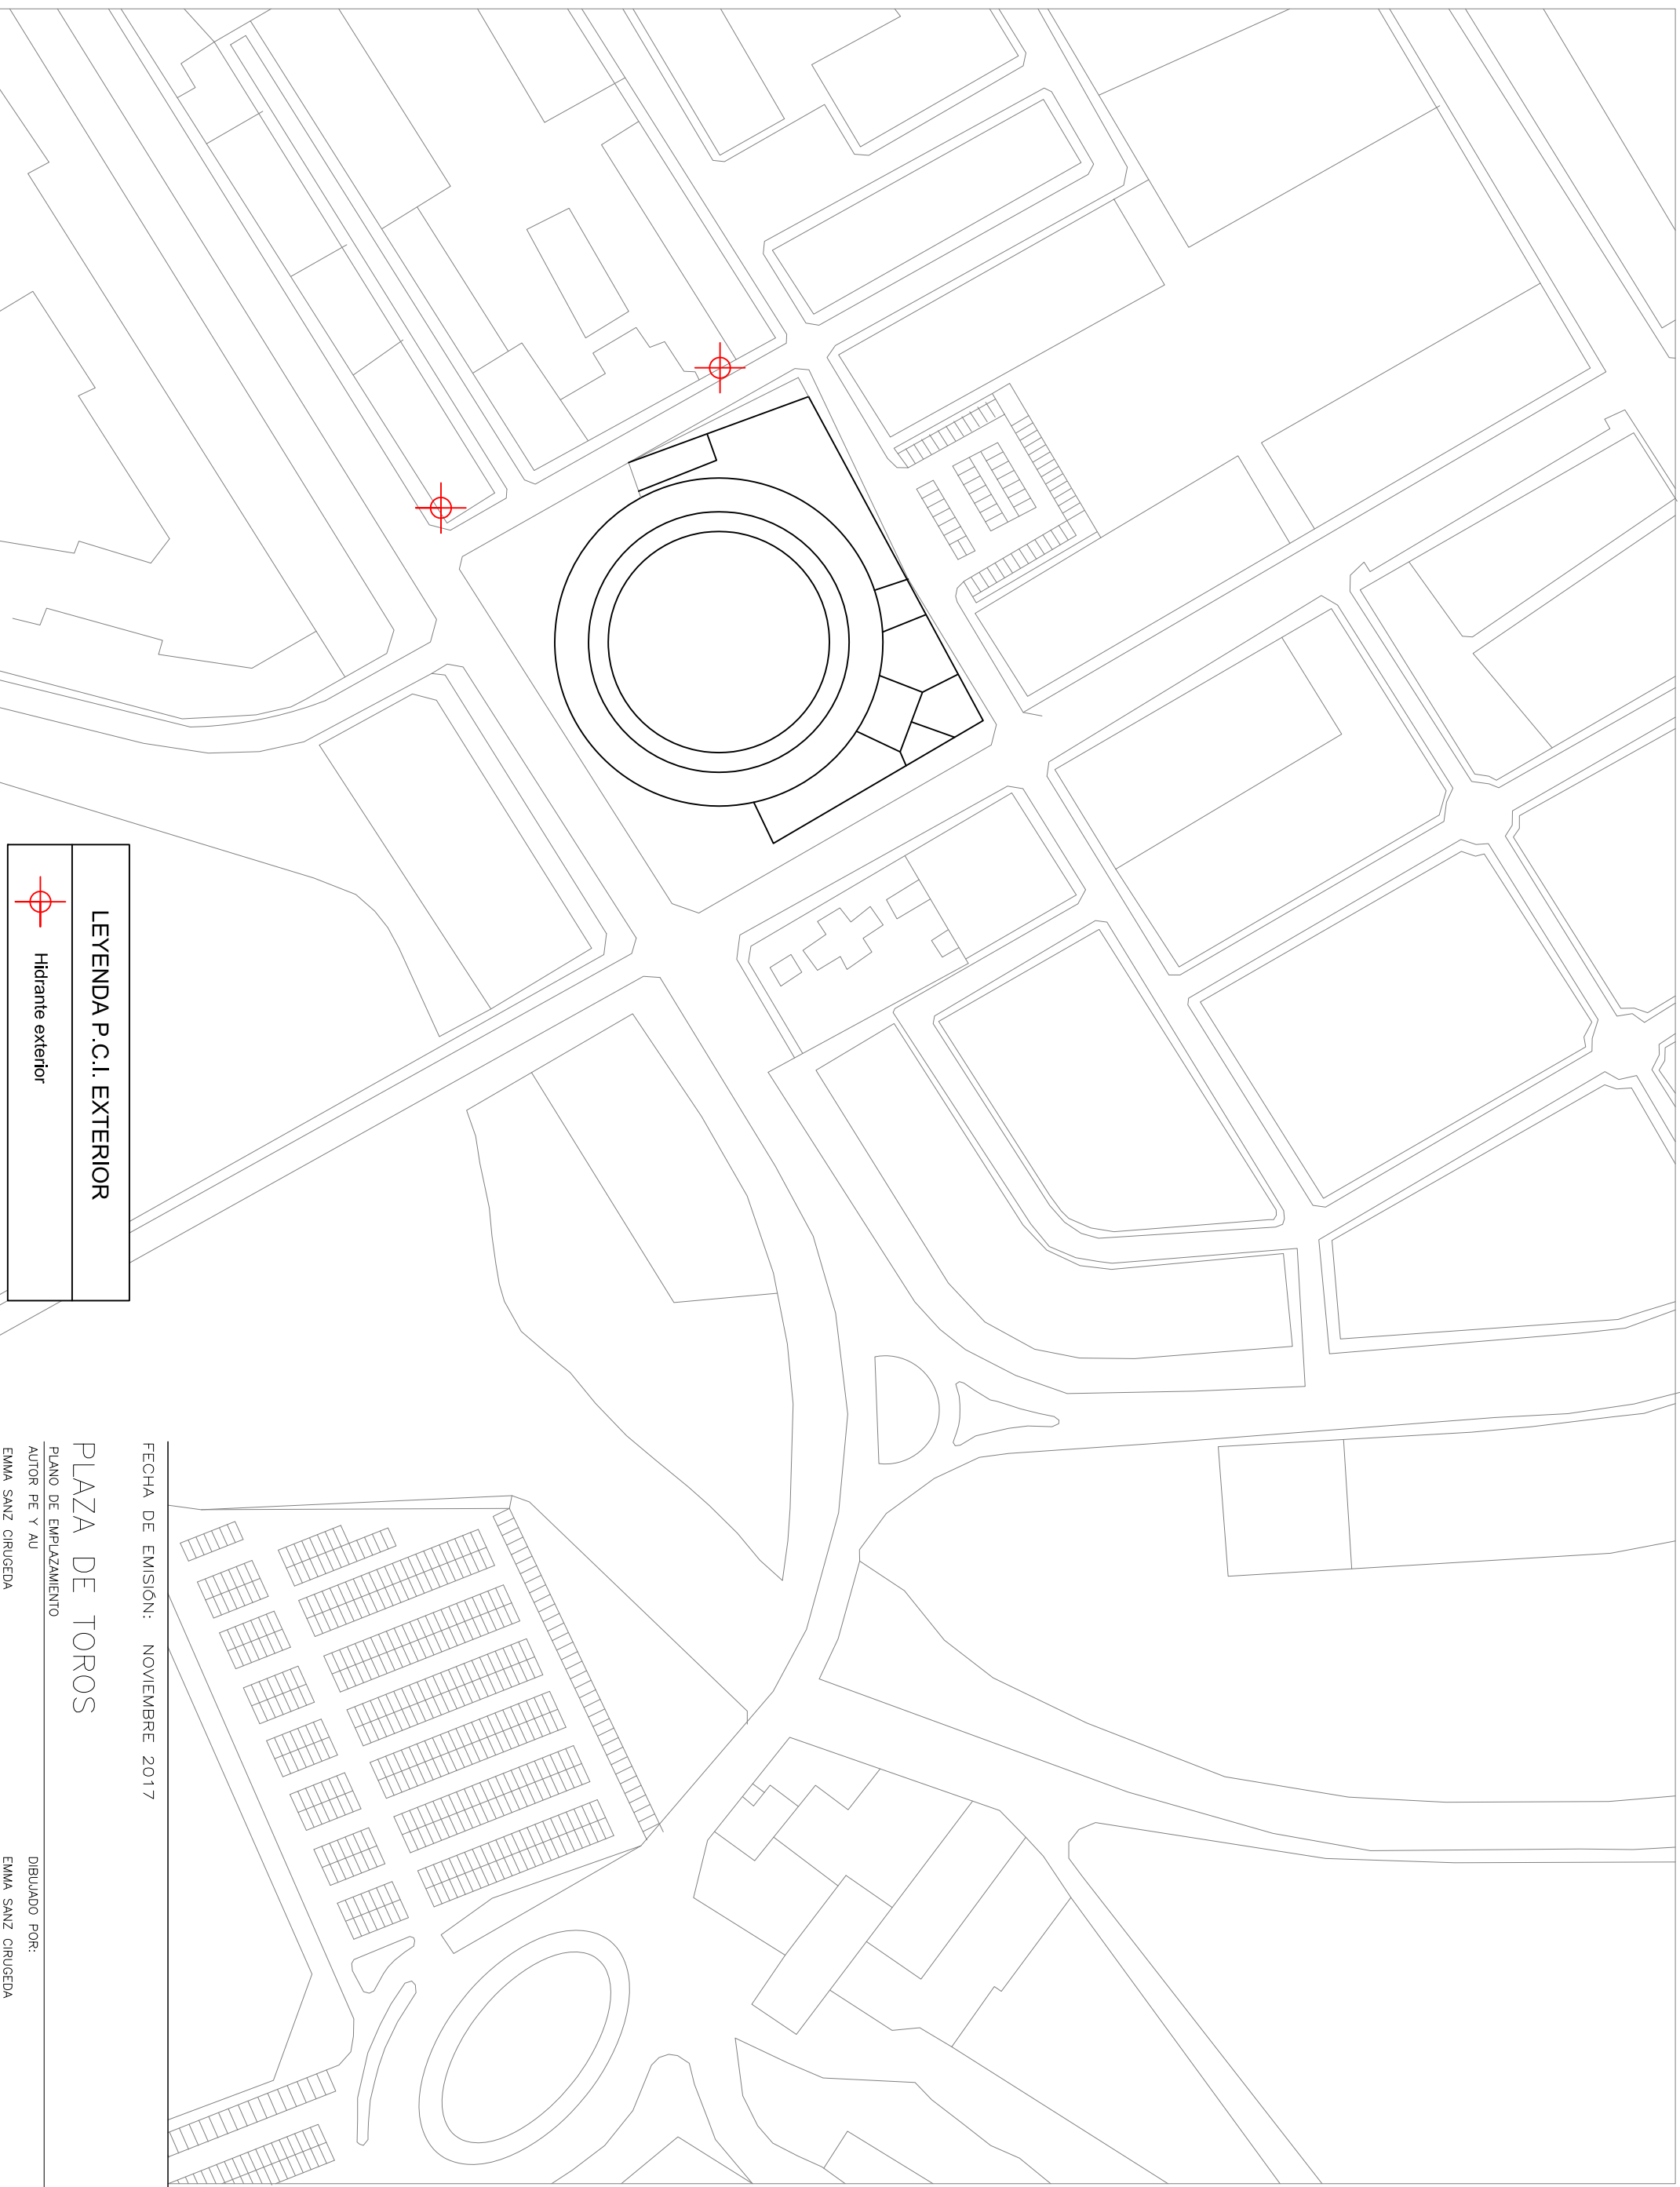 LEYENDA P.C.I. EXTERIOR
Hidrante exterior
FECHA DE EMISIÓN: NOVIEMBRE 2017
PLAZA DE TOROS
PLANO DE EMPLAZAMIENTO
AUTOR PE Y AU
DIBUJADO POR:
EMMA SANZ CIRUGEDA
EMMA SANZ CIRUGEDA